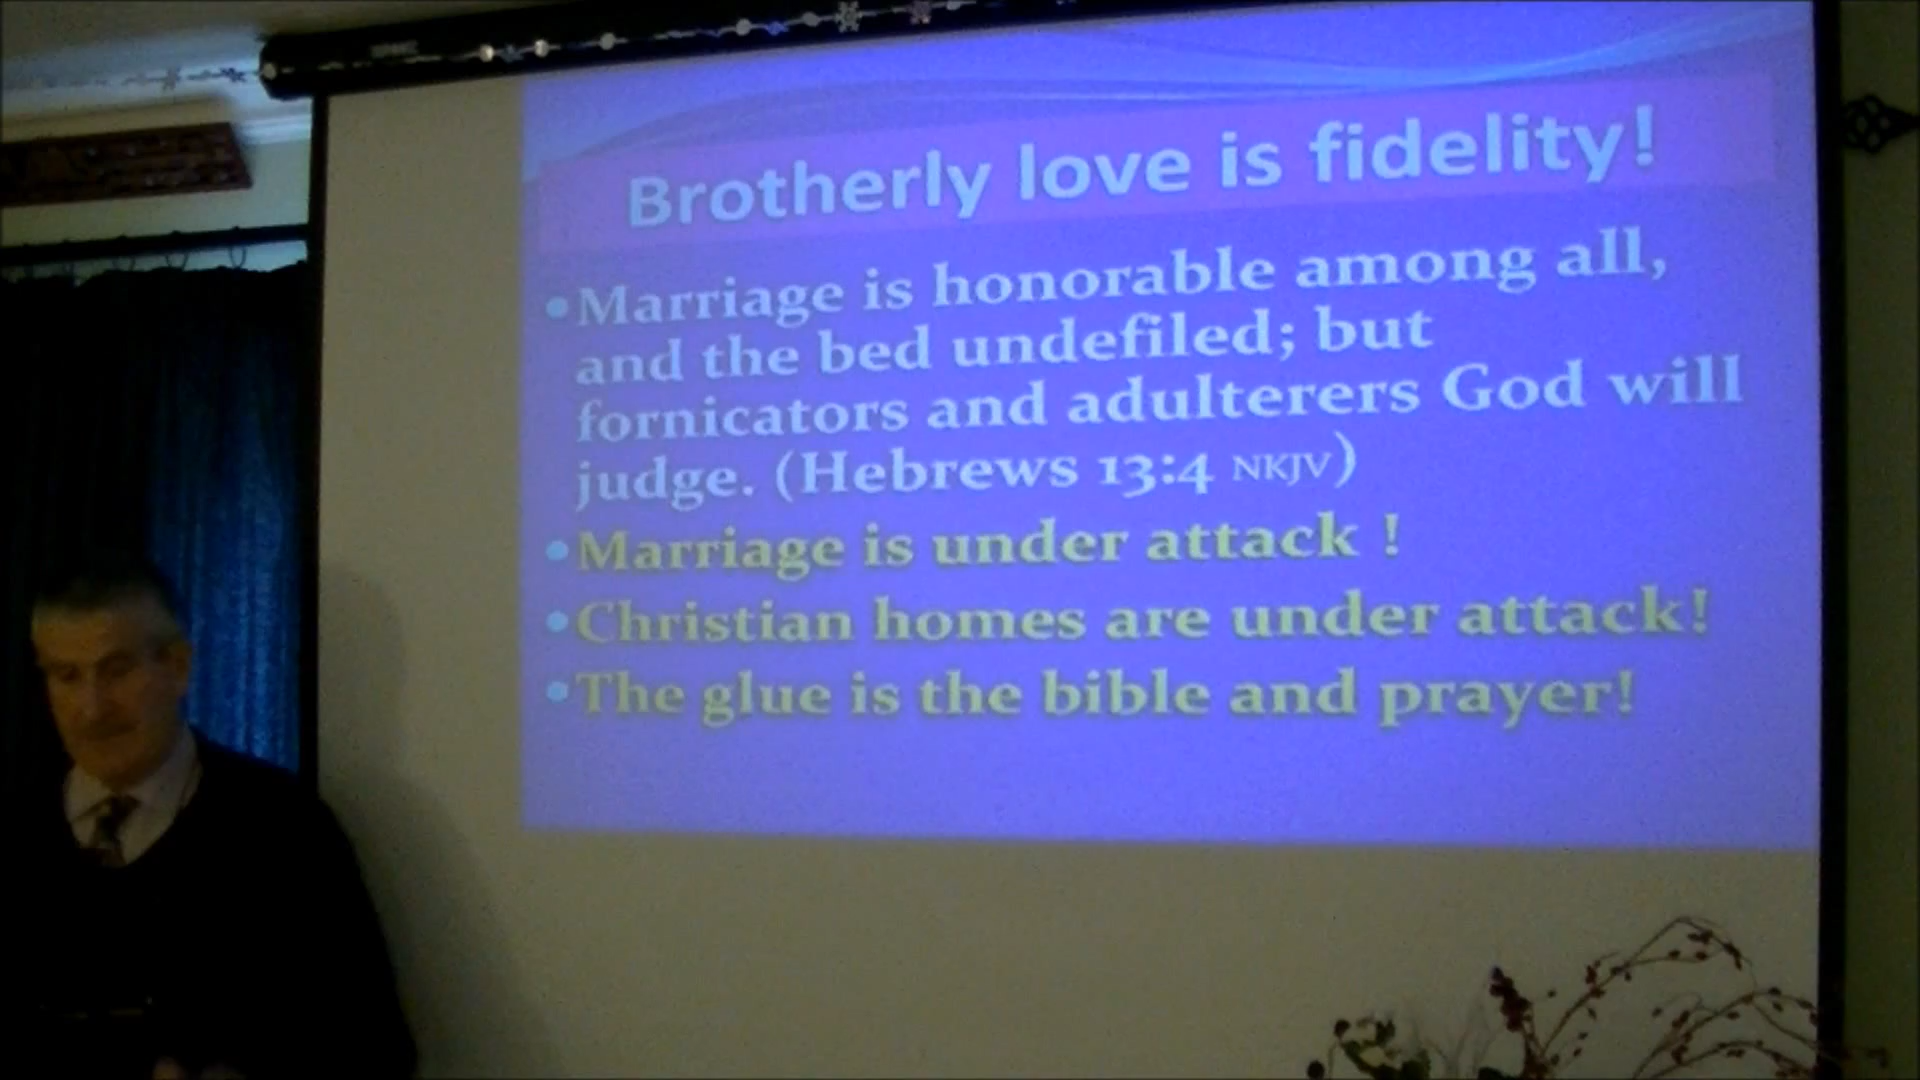 Brotherly love is fidelity!
•Marriage is honorable among all,
and the bed undefiled; but
fornicators and adulterers God will
judge. (Hebrews 13:4 NKJV)
•Marriage is under attack !
•Christian homes are under attack!
•The glue is the bible and prayer!